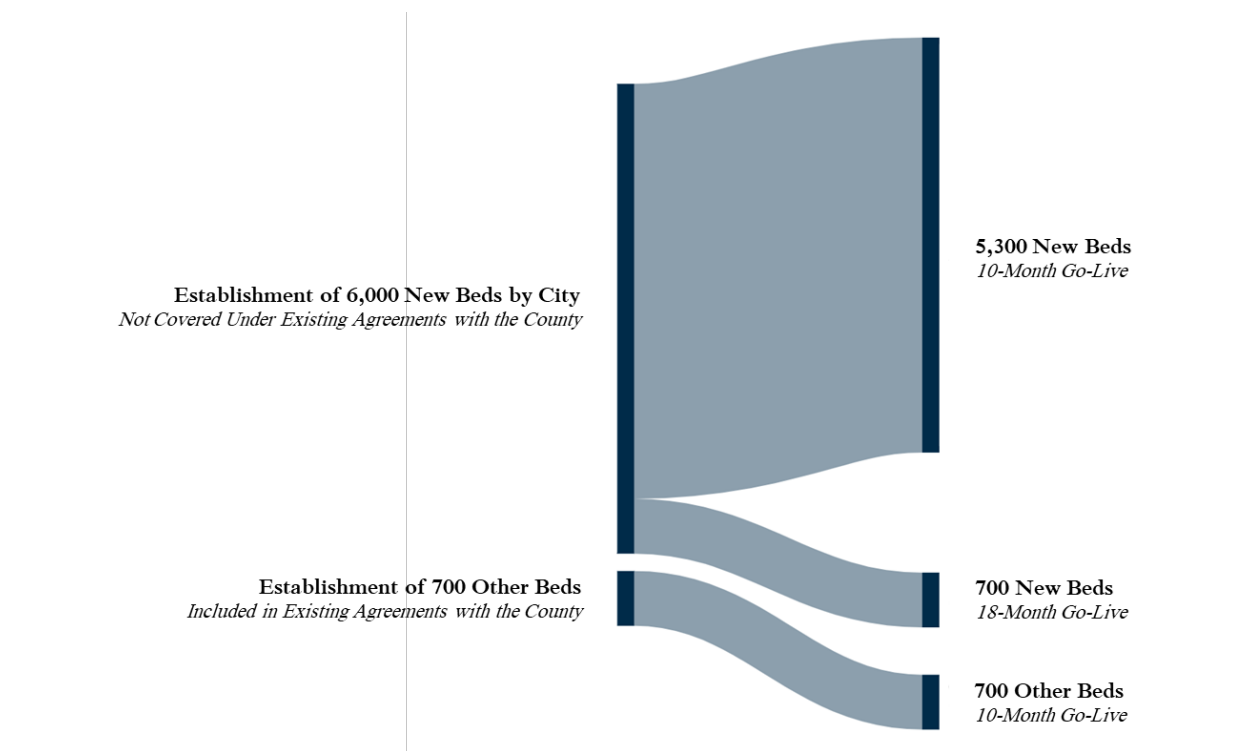 Establishment of 6,000 New Beds by City
Not Covered Under Existing Agreements with the County
Establishment of 700 Other Beds
Included in Existing Agreements with the County
5,300 New Beds
10-Month Go-Live
700 New Beds
18-Month Go-Live
700 Other Beds
10-Month Go-Live